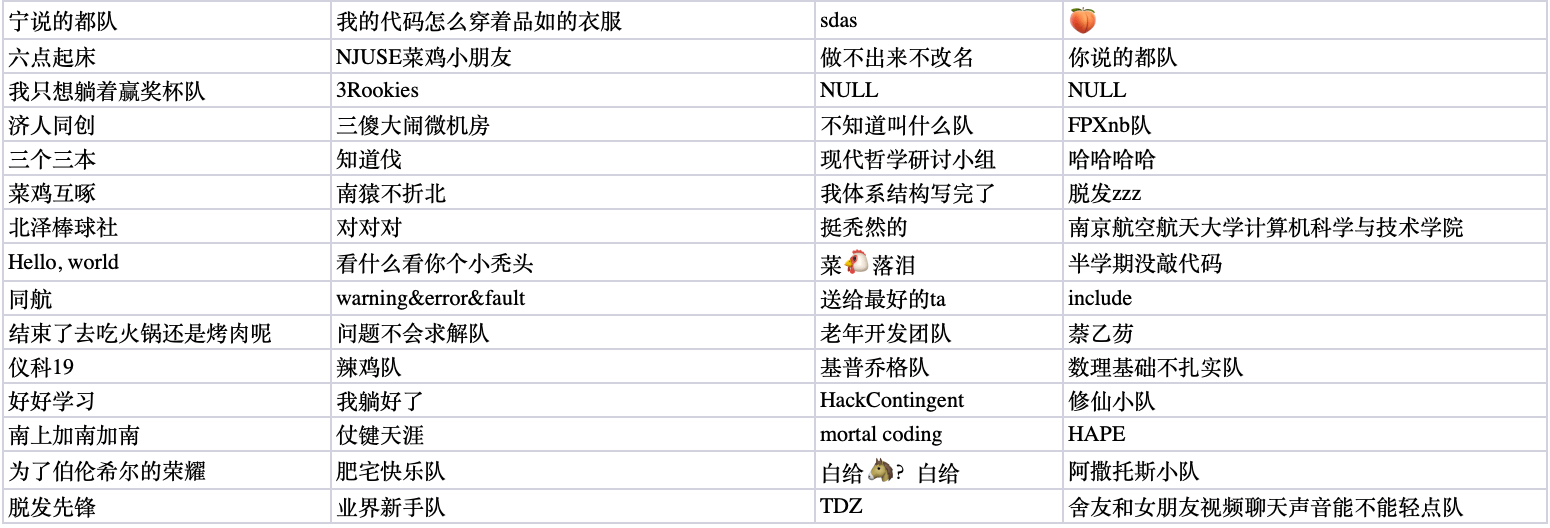 宁说的都队 我的代码怎么穿着品如的衣服 sdas 🍑
六点起床 NJUSE菜鸡小朋友 做不出来不改名 你说的都队
我只想躺着赢奖杯队 3Rookies NULL NULL
济人同创 三傻大闹微机房 不知道叫什么队 FPXnb队
三个三本 知道伐 现代哲学研讨小组 哈哈哈哈
菜鸡互啄 南猿不折北 我体系结构写完了 脱发zzz
北泽棒球社 对对对 挺秃然的 南京航空航天大学计算机科学与技术学院
Hello, world 看什么看你个小秃头 菜🐔落泪 半学期没敲代码
同航 warning&error&fault 送给最好的ta include
结束了去吃火锅还是烤肉呢 问题不会求解队 老年开发团队 萘乙芴
仪科19 辣鸡队 基普乔格队 数理基础不扎实队
好好学习 我躺好了 HackContingent 修仙小队
南上加南加南 仗键天涯 mortal coding HAPE
为了伯伦希尔的荣耀 肥宅快乐队 白给🐴？白给 阿撒托斯小队
脱发先锋 业界新手队 TDZ 舍友和女朋友视频聊天声音能不能轻点队